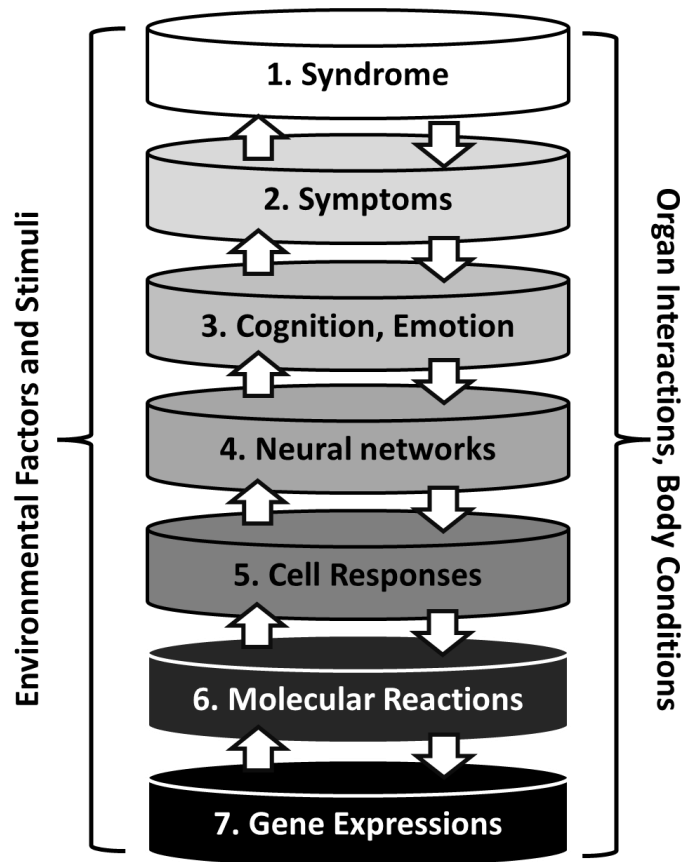 Environmental Factors and Stimuli
1. Syndrome
2. Symptoms
3. Cognition, Emotion
4. Neural networks
5. Cell Responses
6. Molecular Reactions
7. Gene Expressions
Organ Interactions, Body Conditions